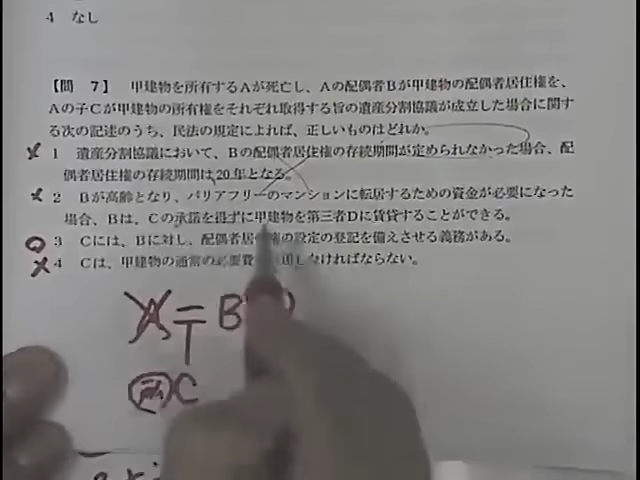 4 なし
【問 7】 甲建物を所有するAが死亡し、Aの配偶者Bが甲建物の配偶者居住権を、
Aの子Cが甲建物の所有権をそれぞれ取得する旨の遺産分割協議が成立した場合に関す
る次の記述のうち、民法の規定によれば、正しいものはどれか。
× 1 遺産分割協議において、Bの配偶者居住権の存続期間が定められなかった場合、配
偶者居住権の存続期間は20年となる。
× 2 Bが高齢となり、バリアフリーのマンションに転居するための資金が必要になった
場合、Bは、Cの承諾を得ずに甲建物を第三者Dに賃貸することができる。
○ 3 Cには、Bに対し、配偶者居 権の設定の登記を備えさせる義務がある。
× 4 Cは、甲建物の通常の必要費 しなければならない。
A B
所 C